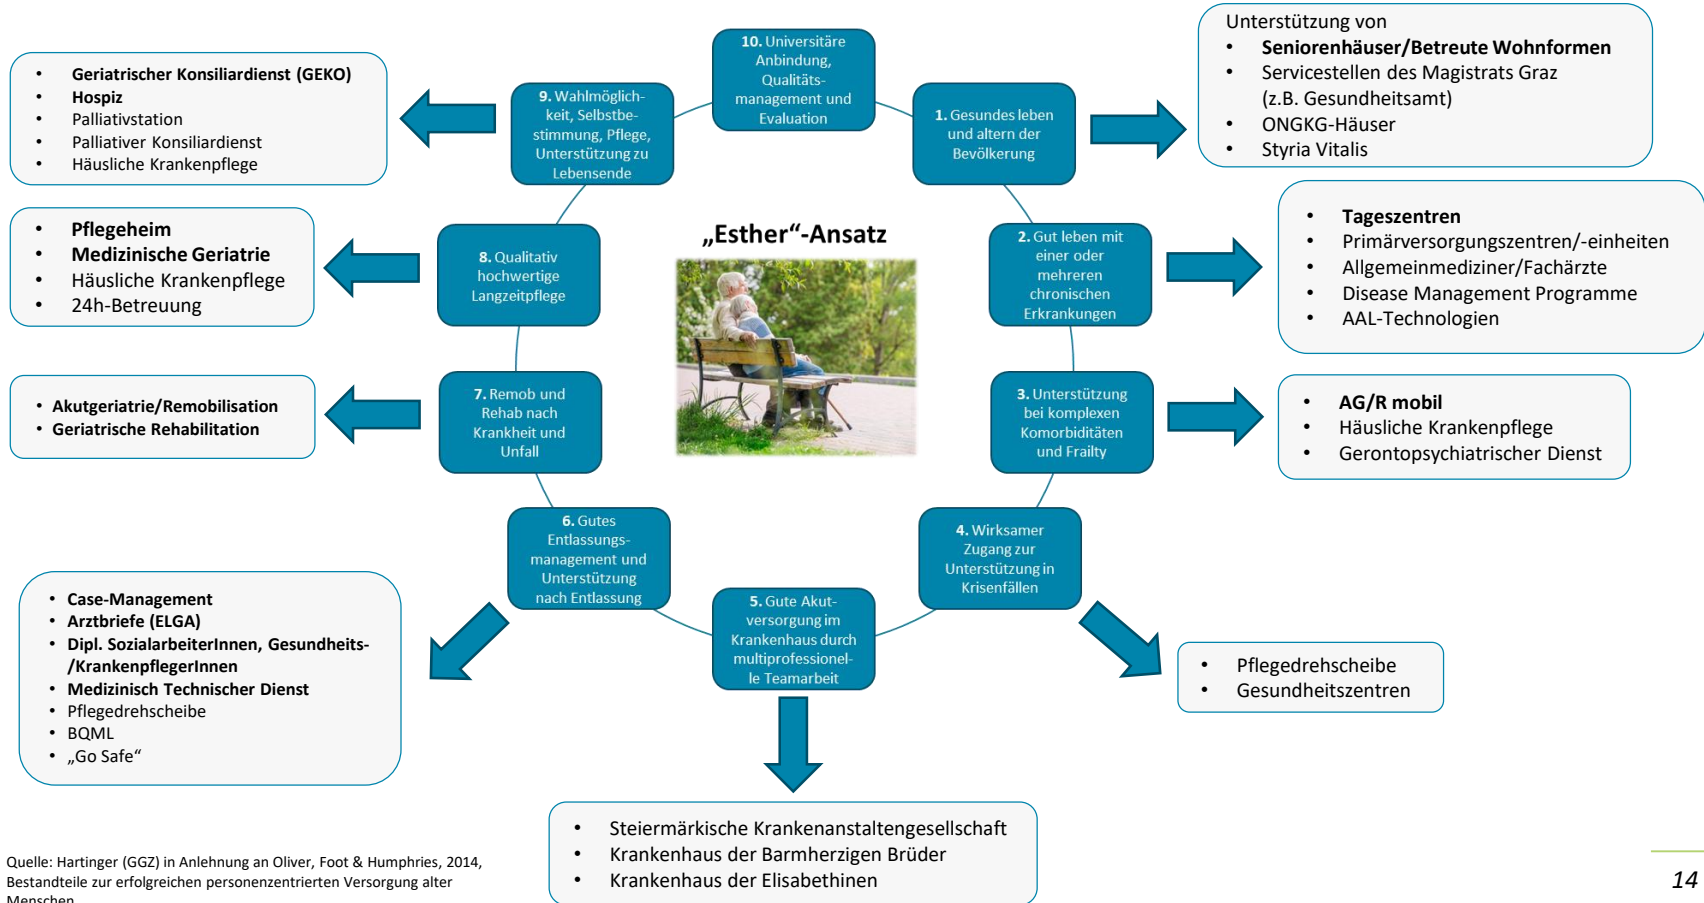 10. Universitäre
Anbindung,
Qualitäts-
management und
Evaluation
Unterstützung von
• Seniorenhäuser/Betreute Wohnformen
• Servicestellen des Magistrats Graz
(z.B. Gesundheitsamt)
• ONGKG-Häuser
• Styria Vitalis
1. Gesundes leben
und altern der
Bevölkerung
• Geriatrischer Konsiliardienst (GEKO)
• Hospiz
• Palliativstation
• Palliativer Konsiliardienst
• Häusliche Krankenpflege
9. Wahlmöglich-
keit, Selbstbe-
stimmung, Pflege,
Unterstützung zu
Lebensende
• Pflegeheim
• Medizinische Geriatrie
• Häusliche Krankenpflege
• 24h-Betreuung
8. Qualitativ
hochwertige
Langzeitpflege
„Esther“-Ansatz
2. Gut leben mit
einer oder
mehreren
chronischen
Erkrankungen
• Tageszentren
• Primärversorgungszentren/-einheiten
• Allgemeinmediziner/Fachärzte
• Disease Management Programme
• AAL-Technologien
• Akutgeriatrie/Remobilisation
• Geriatrische Rehabilitation
7. Remob und
Rehab nach
Krankheit und
Unfall
3. Unterstützung
bei komplexen
Komorbiditäten
und Frailty
• AG/R mobil
• Häusliche Krankenpflege
• Gerontopsychiatrischer Dienst
6. Gutes
Entlassungs-
management und
Unterstützung
nach Entlassung
4. Wirksamer
Zugang zur
Unterstützung in
Krisenfällen
• Case-Management
• Arztbriefe (ELGA)
• Dipl. SozialarbeiterInnen, Gesundheits-
/KrankenpflegerInnen
• Medizinisch Technischer Dienst
• Pflegedrehscheibe
• BQML
• „Go Safe“
5. Gute Akut-
versorgung im
Krankenhaus durch
multiprofessionel-
le Teamarbeit
• Pflegedrehscheibe
• Gesundheitszentren
• Steiermärkische Krankenanstaltengesellschaft
• Krankenhaus der Barmherzigen Brüder
• Krankenhaus der Elisabethinen
Quelle: Hartinger (GGZ) in Anlehnung an Oliver, Foot & Humphries, 2014,
Bestandteile zur erfolgreichen personenzentrierten Versorgung alter
Menschen
14